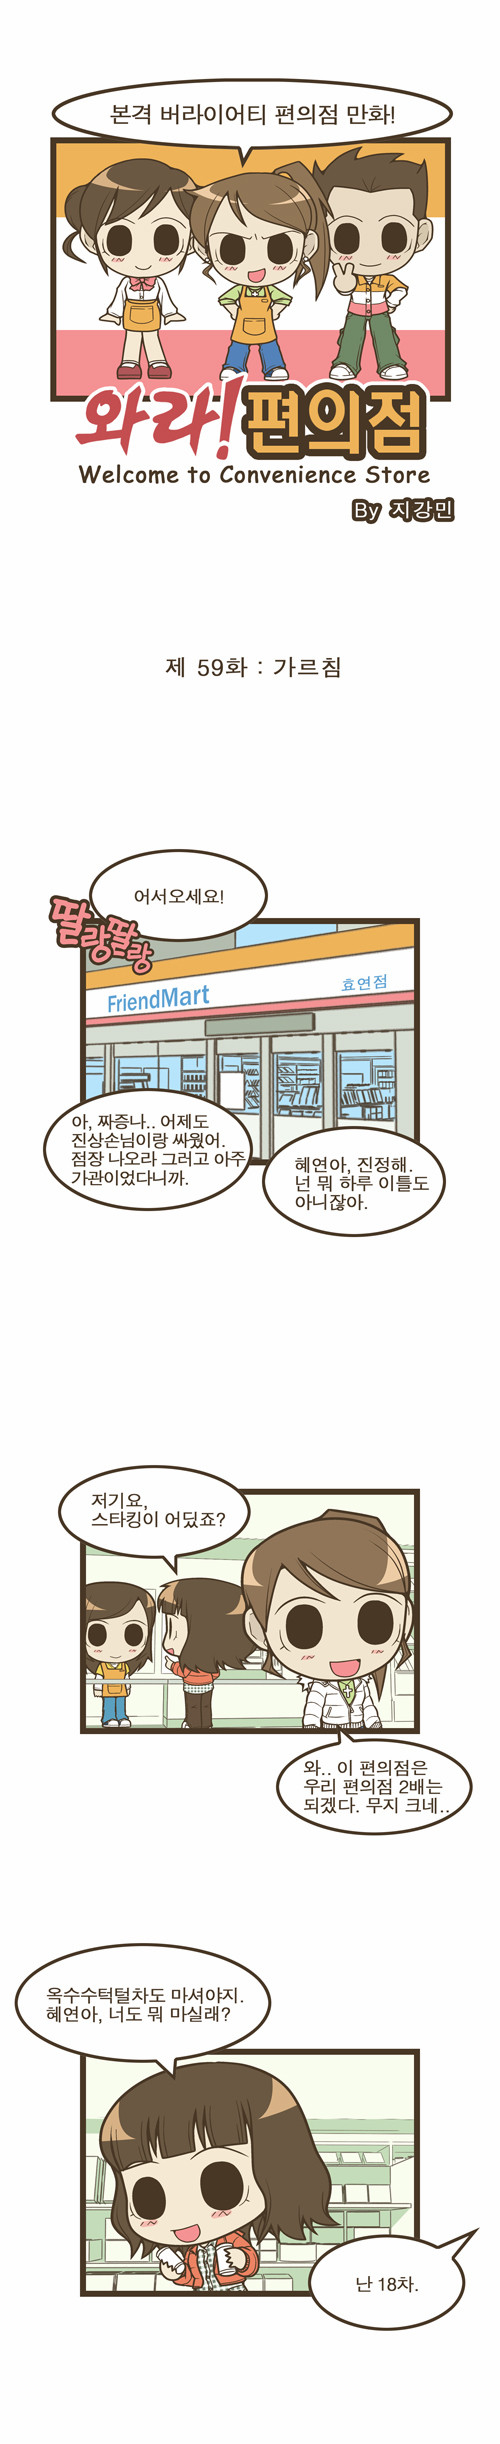 본격 버라이어티 편의점 만화!
와라! 편의점
Welcome to Convenience Store
By 지강민
제 59화 : 가르침
어서오세요!
딸랑딸랑
FriendMart
효연점
아, 짜증나.. 어제도
진상손님이랑 싸웠어.
점장 나오라 그러고 아주
가관이었다니까.
혜연아, 진정해.
넌 뭐 하루 이틀도
아니잖아.
저기요,
스타킹이 어딨죠?
와.. 이 편의점은
우리 편의점 2배는
되겠다. 무지 크네..
옥수수턱털차도 마셔야지.
혜연아, 너도 뭐 마실래?
난 18차.